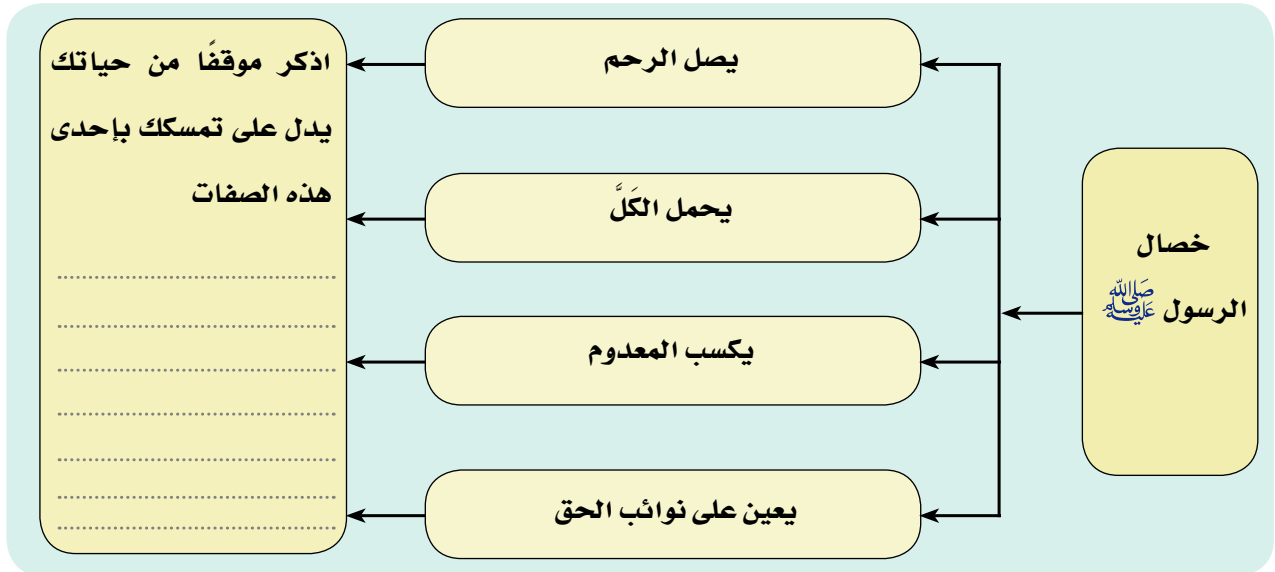 خصال
الرسول ﷺ
يصل الرحم
يحمل الكَلَّ
يكسب المعدوم
يعين على نوائب الحق
اذكر موقفًا من حياتك
يدل على تمسكك بإحدى
هذه الصفات